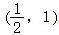 (1/2, 1)